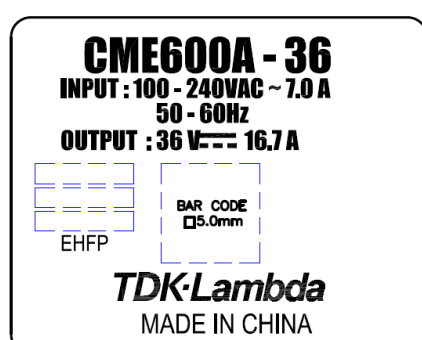 CME600A - 36
INPUT : 100 - 240VAC ~ 7.0 A
50 - 60Hz
OUTPUT : 36 V⎓ 16.7 A
BAR CODE
□5.0mm
EHFP
TDK·Lambda
MADE IN CHINA